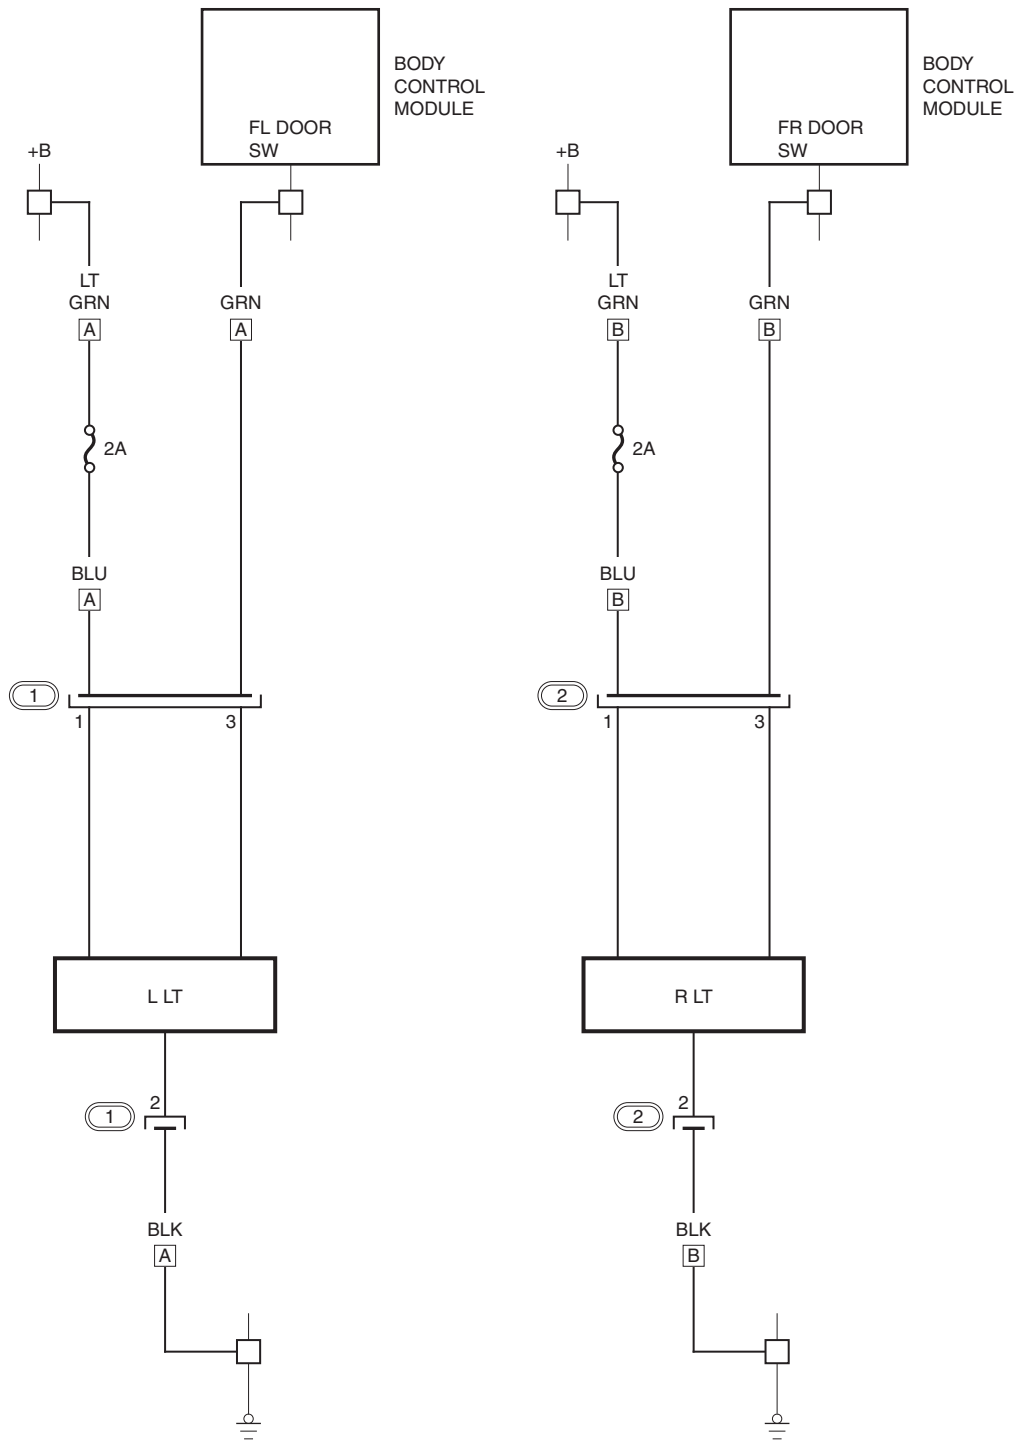 BODY
CONTROL
MODULE
FL DOOR
SW
+B
LT
GRN
A
GRN
A
2A
BLU
A
1
1
3
L LT
1
2
BLK
A
BODY
CONTROL
MODULE
FR DOOR
SW
+B
LT
GRN
B
GRN
B
2A
BLU
B
2
1
3
R LT
2
2
BLK
B